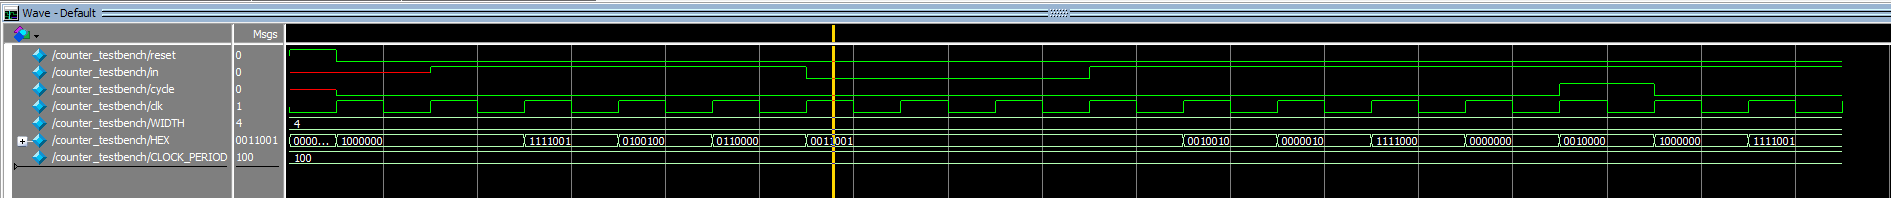 Wave - Default
Msgs
/counter_testbench/reset 0
/counter_testbench/in 0
/counter_testbench/cycle 0
/counter_testbench/clk 1
/counter_testbench/WIDTH 4 4
/counter_testbench/HEX 0011001 0000... 1000000 1111001 0100100 0110000 0011001 0010010 0000010 1111000 0000000 0010000 1000000 1111001
/counter_testbench/CLOCK_PERIOD 100 100